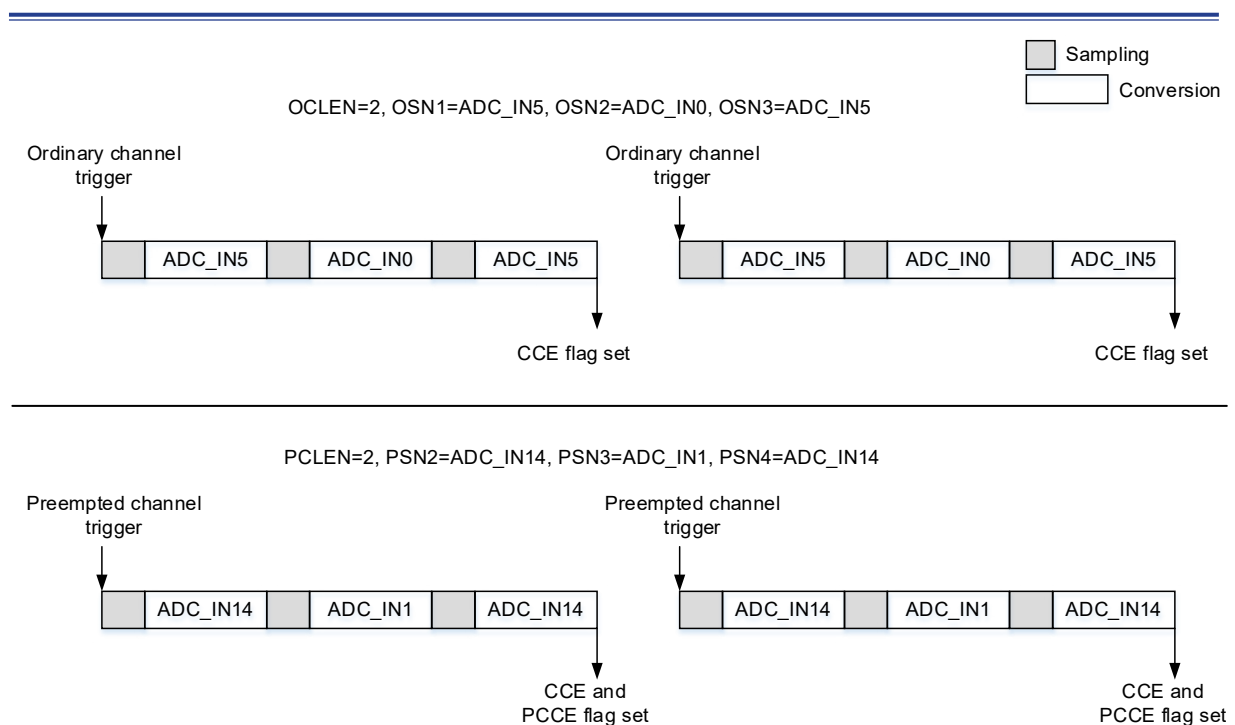 Sampling
Conversion
OCLEN=2, OSN1=ADC_IN5, OSN2=ADC_IN0, OSN3=ADC_IN5
Ordinary channel
trigger
Ordinary channel
trigger
ADC_IN5 ADC_IN0 ADC_IN5 ADC_IN5 ADC_IN0 ADC_IN5
CCE flag set CCE flag set
PCLEN=2, PSN2=ADC_IN14, PSN3=ADC_IN1, PSN4=ADC_IN14
Preempted channel
trigger
Preempted channel
trigger
ADC_IN14 ADC_IN1 ADC_IN14 ADC_IN14 ADC_IN1 ADC_IN14
CCE and
PCCE flag set
CCE and
PCCE flag set